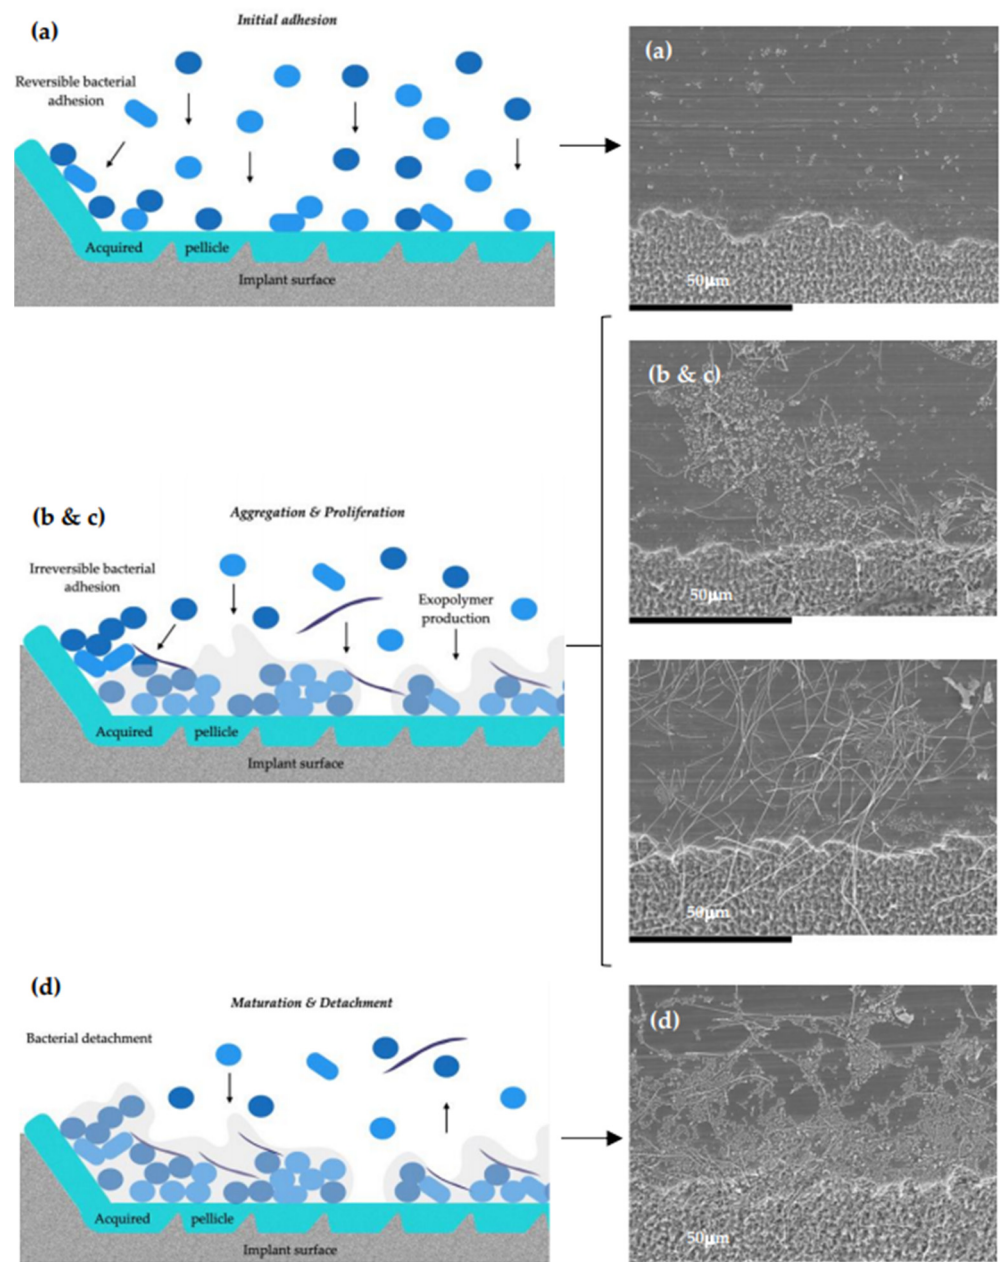 (a)
Initial adhesion
Reversible bacterial
adhesion
Acquired
pellicle
Implant surface
(a)
50µm
(b & c)
50µm
(b & c)
Aggregation & Proliferation
Irreversible bacterial
adhesion
Exopolymer
production
Acquired
pellicle
Implant surface
50µm
(d)
Maturation & Detachment
Bacterial detachment
Acquired
pellicle
Implant surface
(d)
50µm